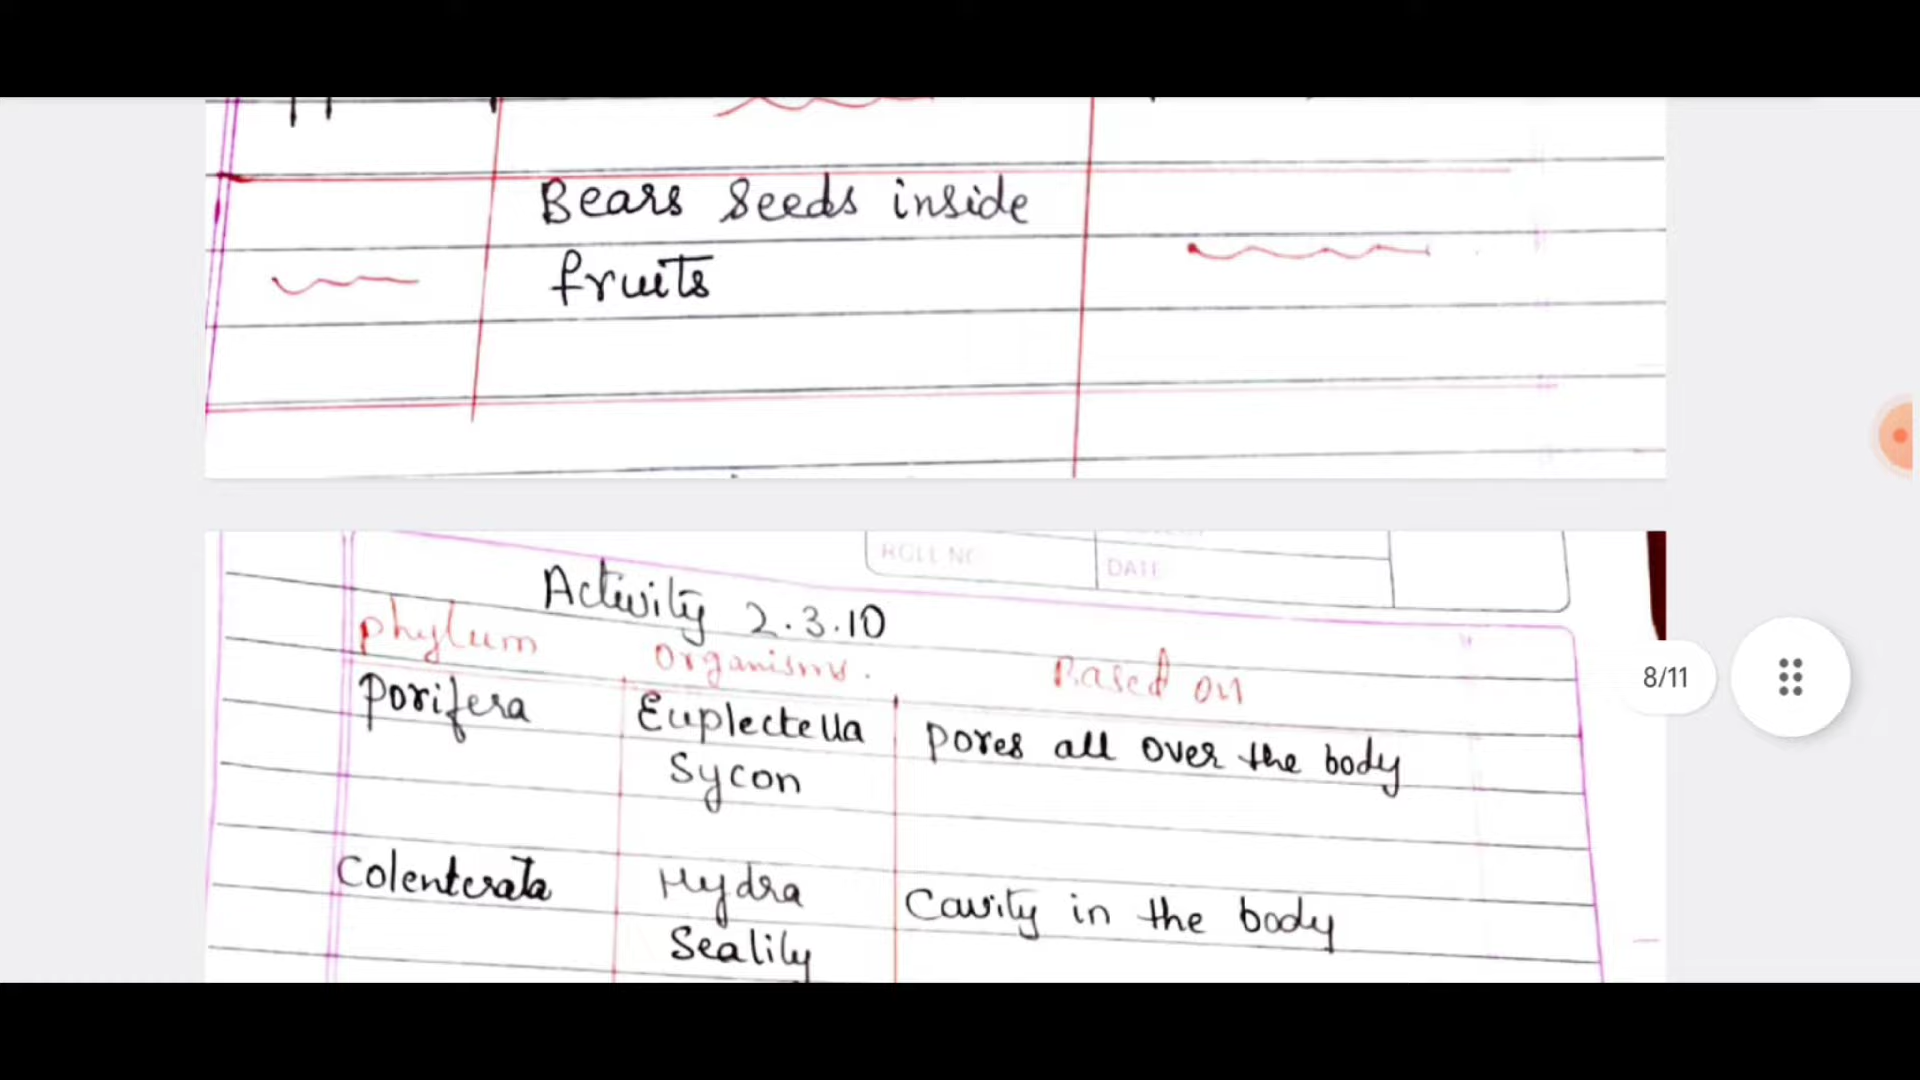 Bears seeds inside
fruits
ROLL NO
DATE
Activity 2.3.10
phylum organisms. Based on
Porifera Euplectella pores all over the body
Sycon
Colenterata Hydra Cavity in the body
Sealily
8/11